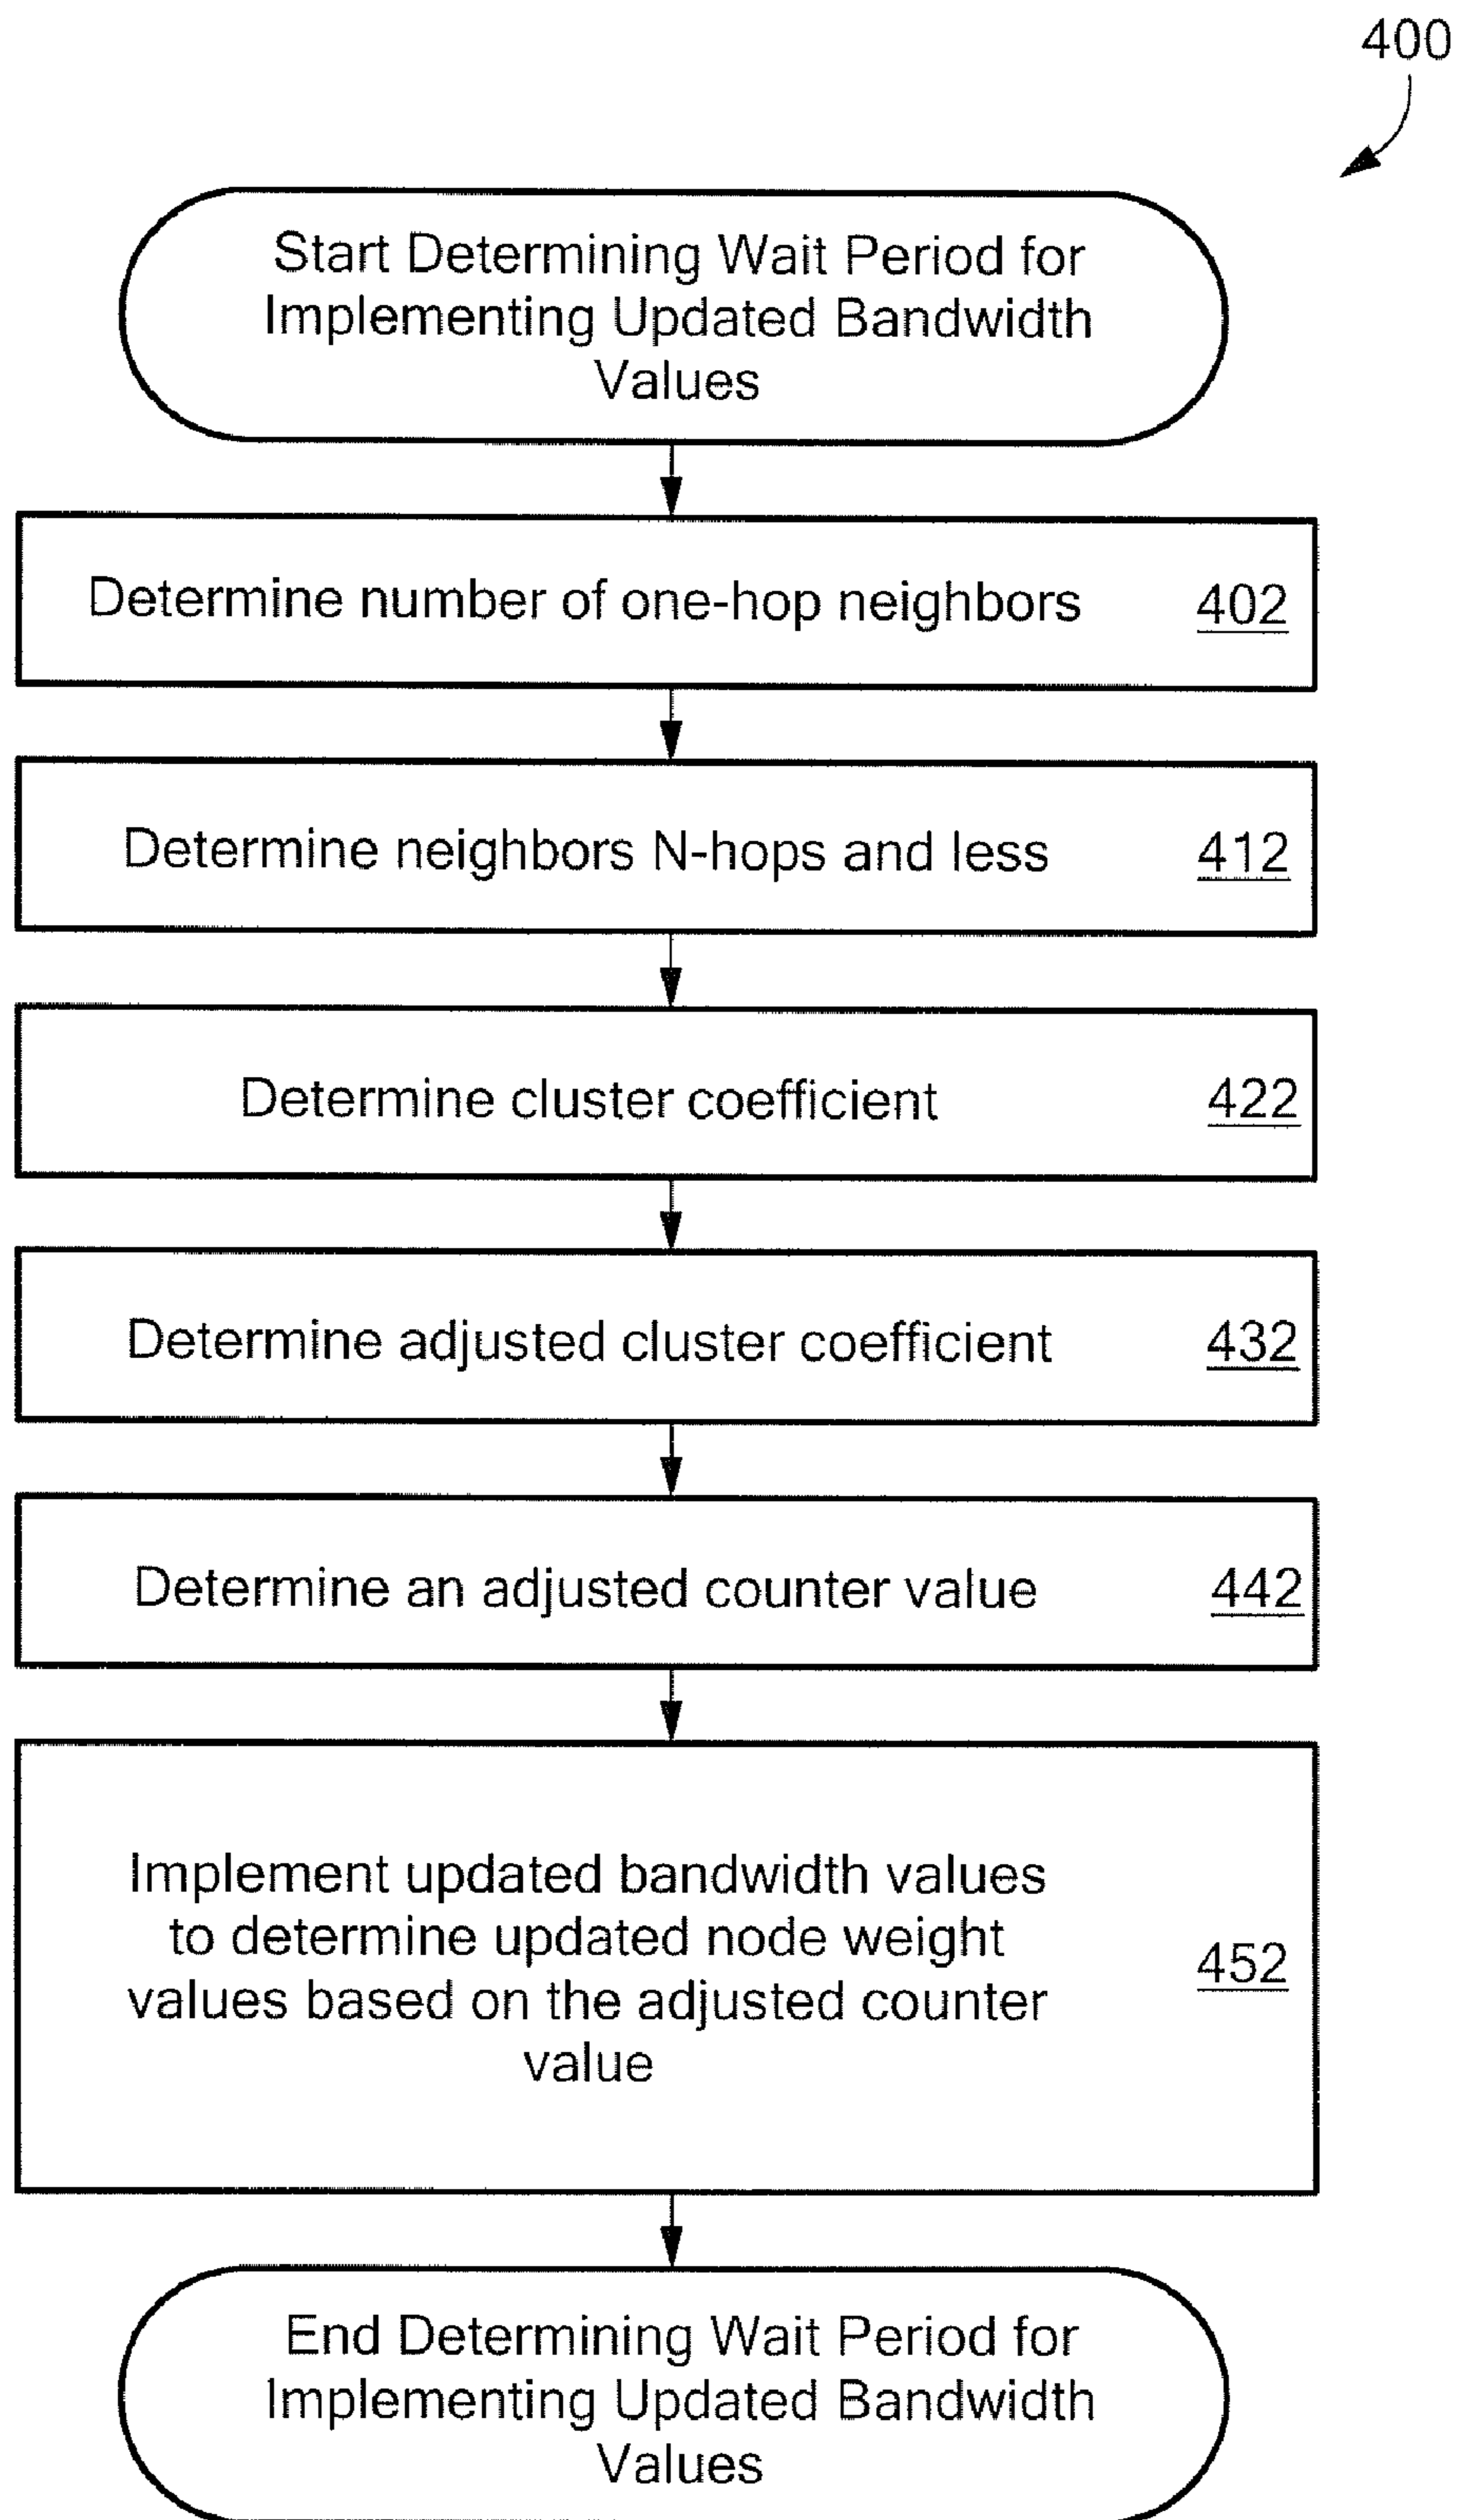 400
Start Determining Wait Period for
Implementing Updated Bandwidth
Values
Determine number of one-hop neighbors 402
Determine neighbors N-hops and less 412
Determine cluster coefficient 422
Determine adjusted cluster coefficient 432
Determine an adjusted counter value 442
Implement updated bandwidth values
to determine updated node weight
values based on the adjusted counter
value
452
End Determining Wait Period for
Implementing Updated Bandwidth
Values